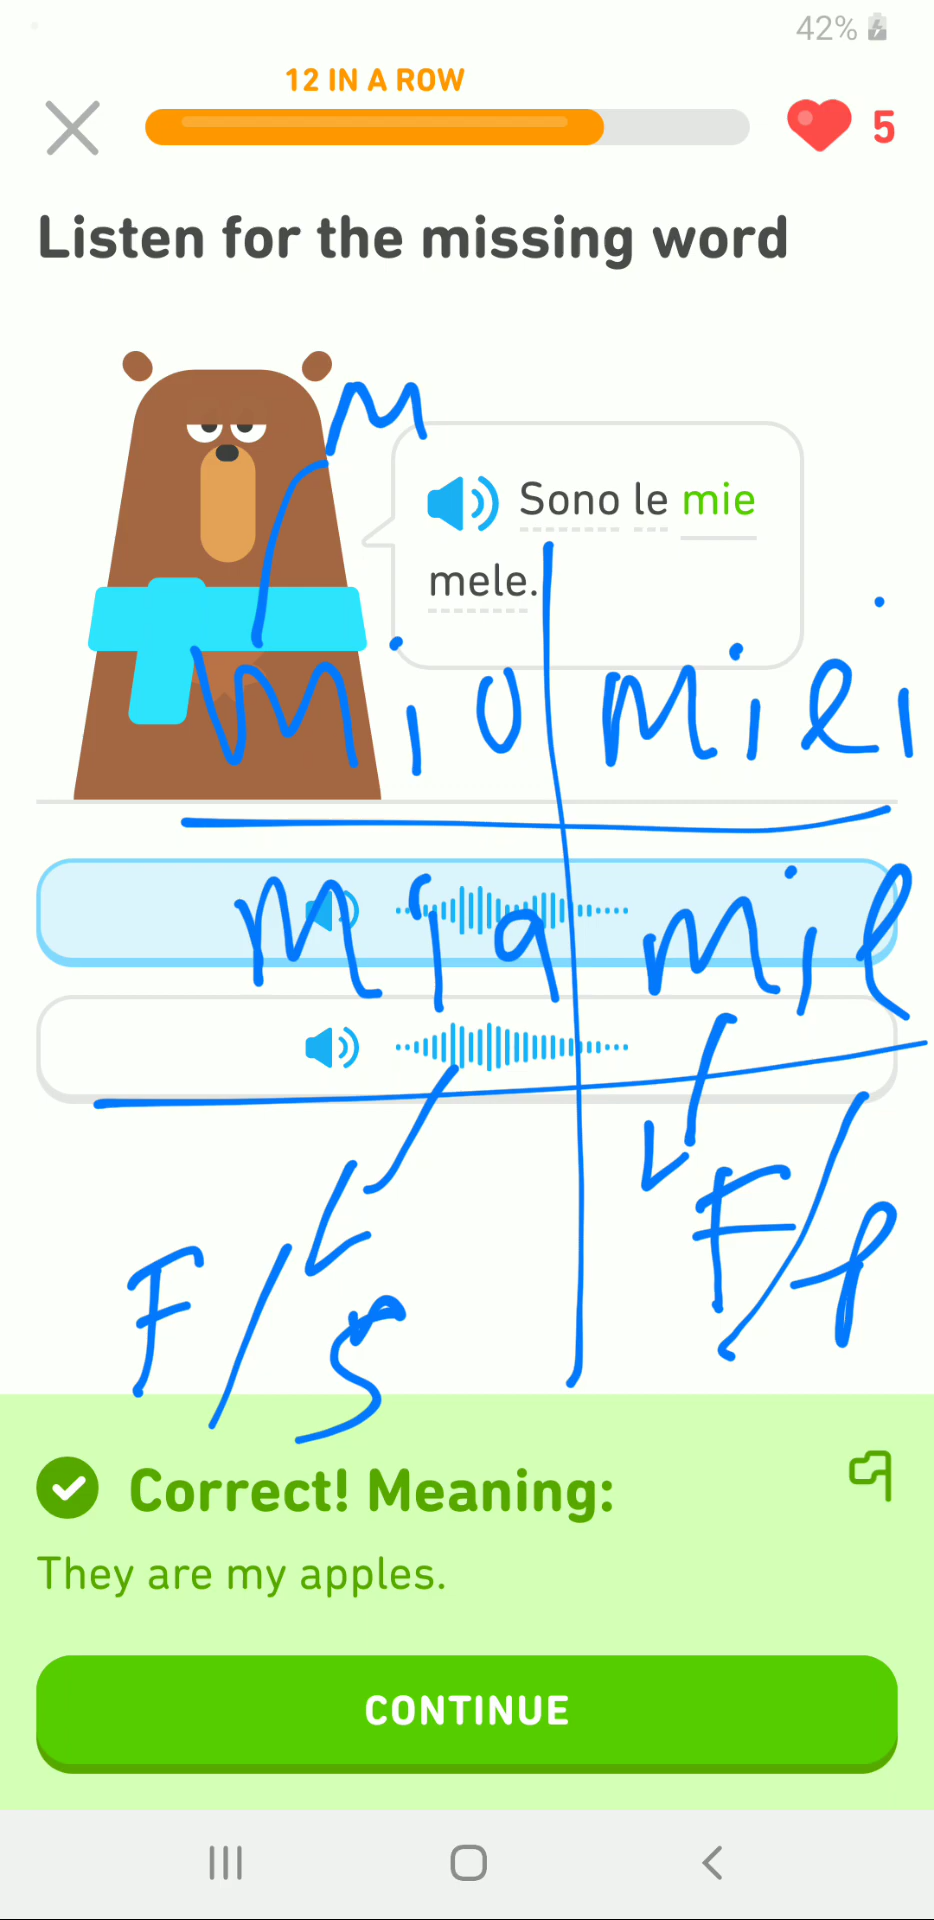 42%
12 IN A ROW
5
Listen for the missing word
M
Sono le mie
mele.
Mio Miei
Mia Mie
F/S F/P
Correct! Meaning:
They are my apples.
CONTINUE